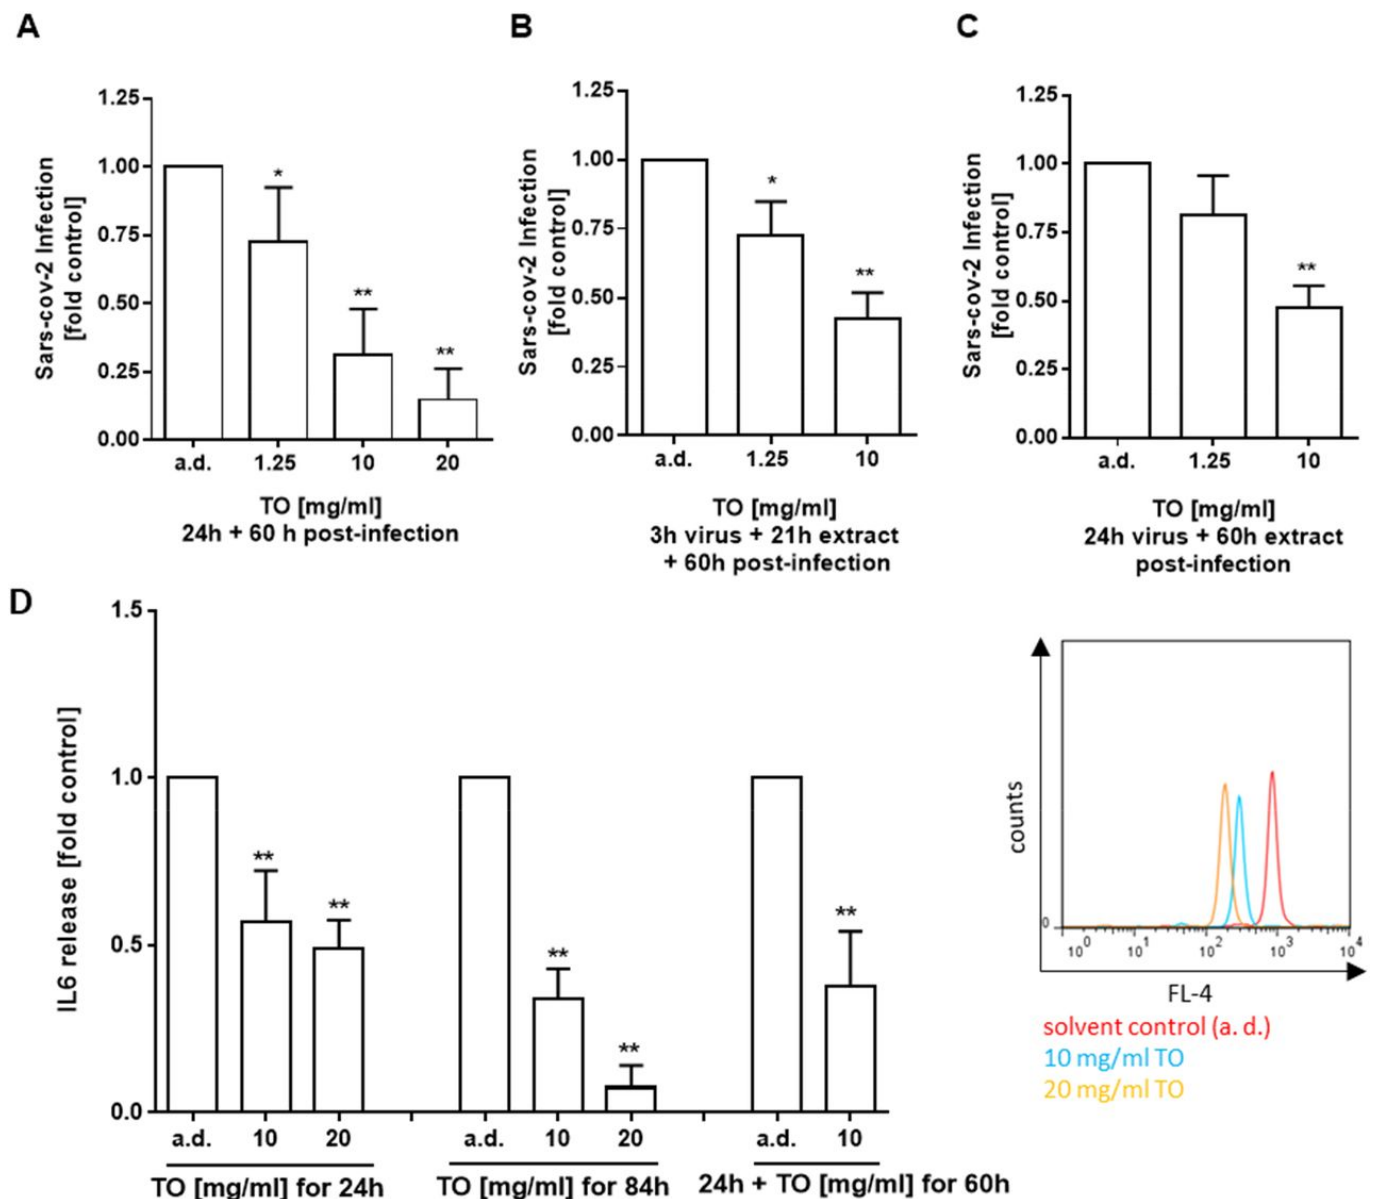 A
1.25
1.00
0.75
0.50
0.25
0.00
Sars-cov-2 Infection
[fold control]
*
**
**
a.d. 1.25 10 20
TO [mg/ml]
24h + 60 h post-infection
B
1.25
1.00
0.75
0.50
0.25
0.00
Sars-cov-2 Infection
[fold control]
*
**
a.d. 1.25 10
TO [mg/ml]
3h virus + 21h extract
+ 60h post-infection
C
1.25
1.00
0.75
0.50
0.25
0.00
Sars-cov-2 Infection
[fold control]
**
a.d. 1.25 10
TO [mg/ml]
24h virus + 60h extract
post-infection
D
1.5
1.0
0.5
0.0
IL6 release [fold control]
**
**
**
**
**
a.d. 10 20 a.d. 10 20 a.d. 10
TO [mg/ml] for 24h TO [mg/ml] for 84h 24h + TO [mg/ml] for 60h
counts
0
10^0 10^1 10^2 10^3 10^4
FL-4
solvent control (a. d.)
10 mg/ml TO
20 mg/ml TO